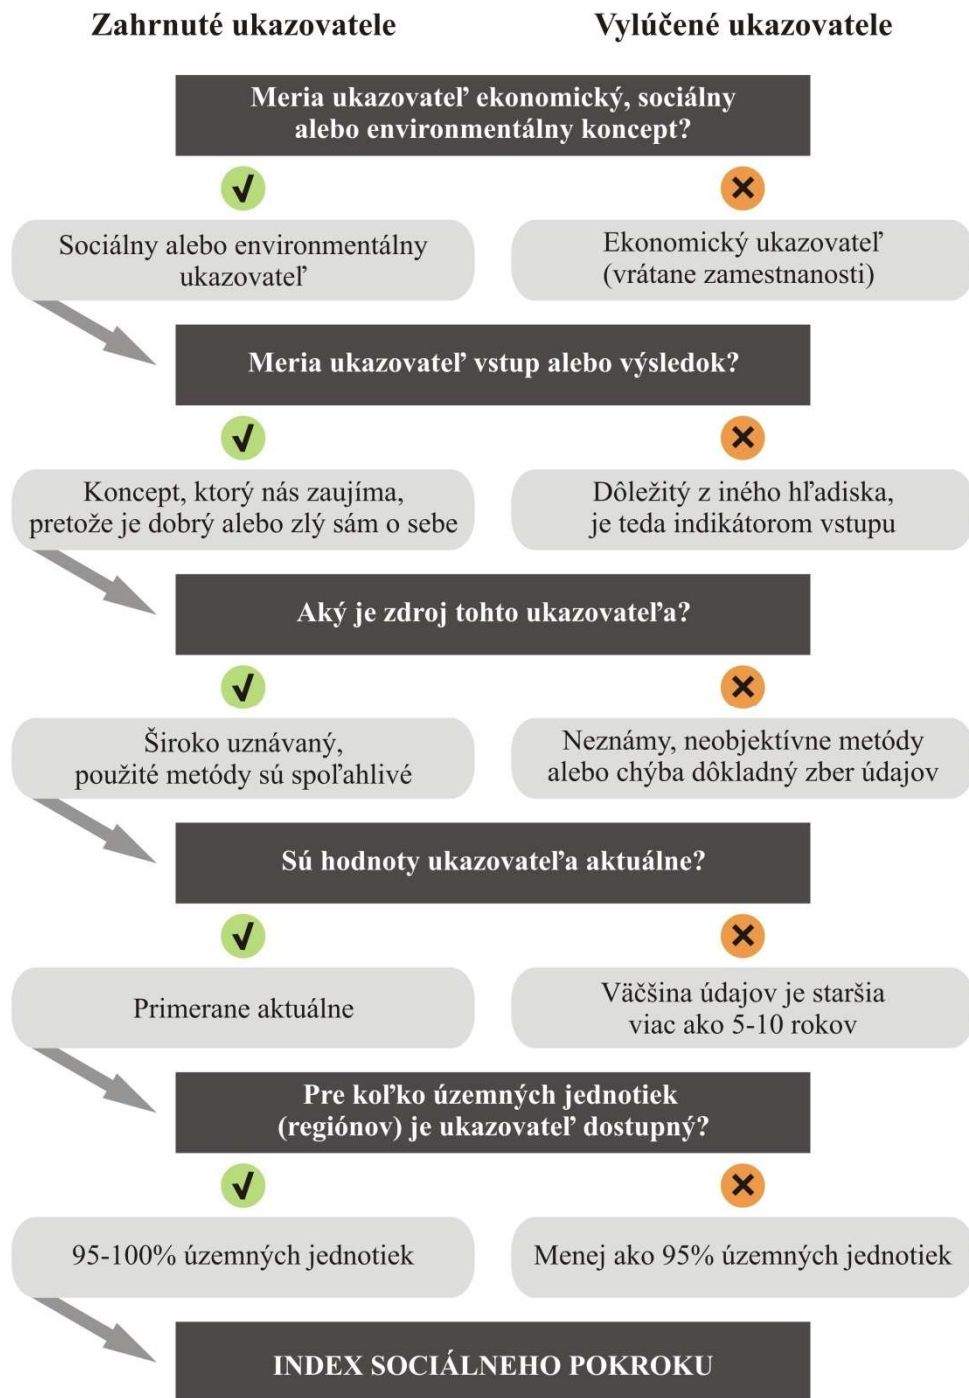 Zahrnuté ukazovatele
Vylúčené ukazovatele
Meria ukazovateľ ekonomický, sociálny
alebo environmentálny koncept?
Sociálny alebo environmentálny
ukazovateľ
Ekonomický ukazovateľ
(vrátane zamestnanosti)
Meria ukazovateľ vstup alebo výsledok?
Koncept, ktorý nás zaujíma,
pretože je dobrý alebo zlý sám o sebe
Dôležitý z iného hľadiska,
je teda indikátorom vstupu
Aký je zdroj tohto ukazovateľa?
Široko uznávaný,
použité metódy sú spoľahlivé
Neznámy, neobjektívne metódy
alebo chýba dôkladný zber údajov
Sú hodnoty ukazovateľa aktuálne?
Primerane aktuálne
Väčšina údajov je staršia
viac ako 5-10 rokov
Pre koľko územných jednotiek
(regiónov) je ukazovateľ dostupný?
95-100% územných jednotiek
Menej ako 95% územných jednotiek
INDEX SOCIÁLNEHO POKROKU